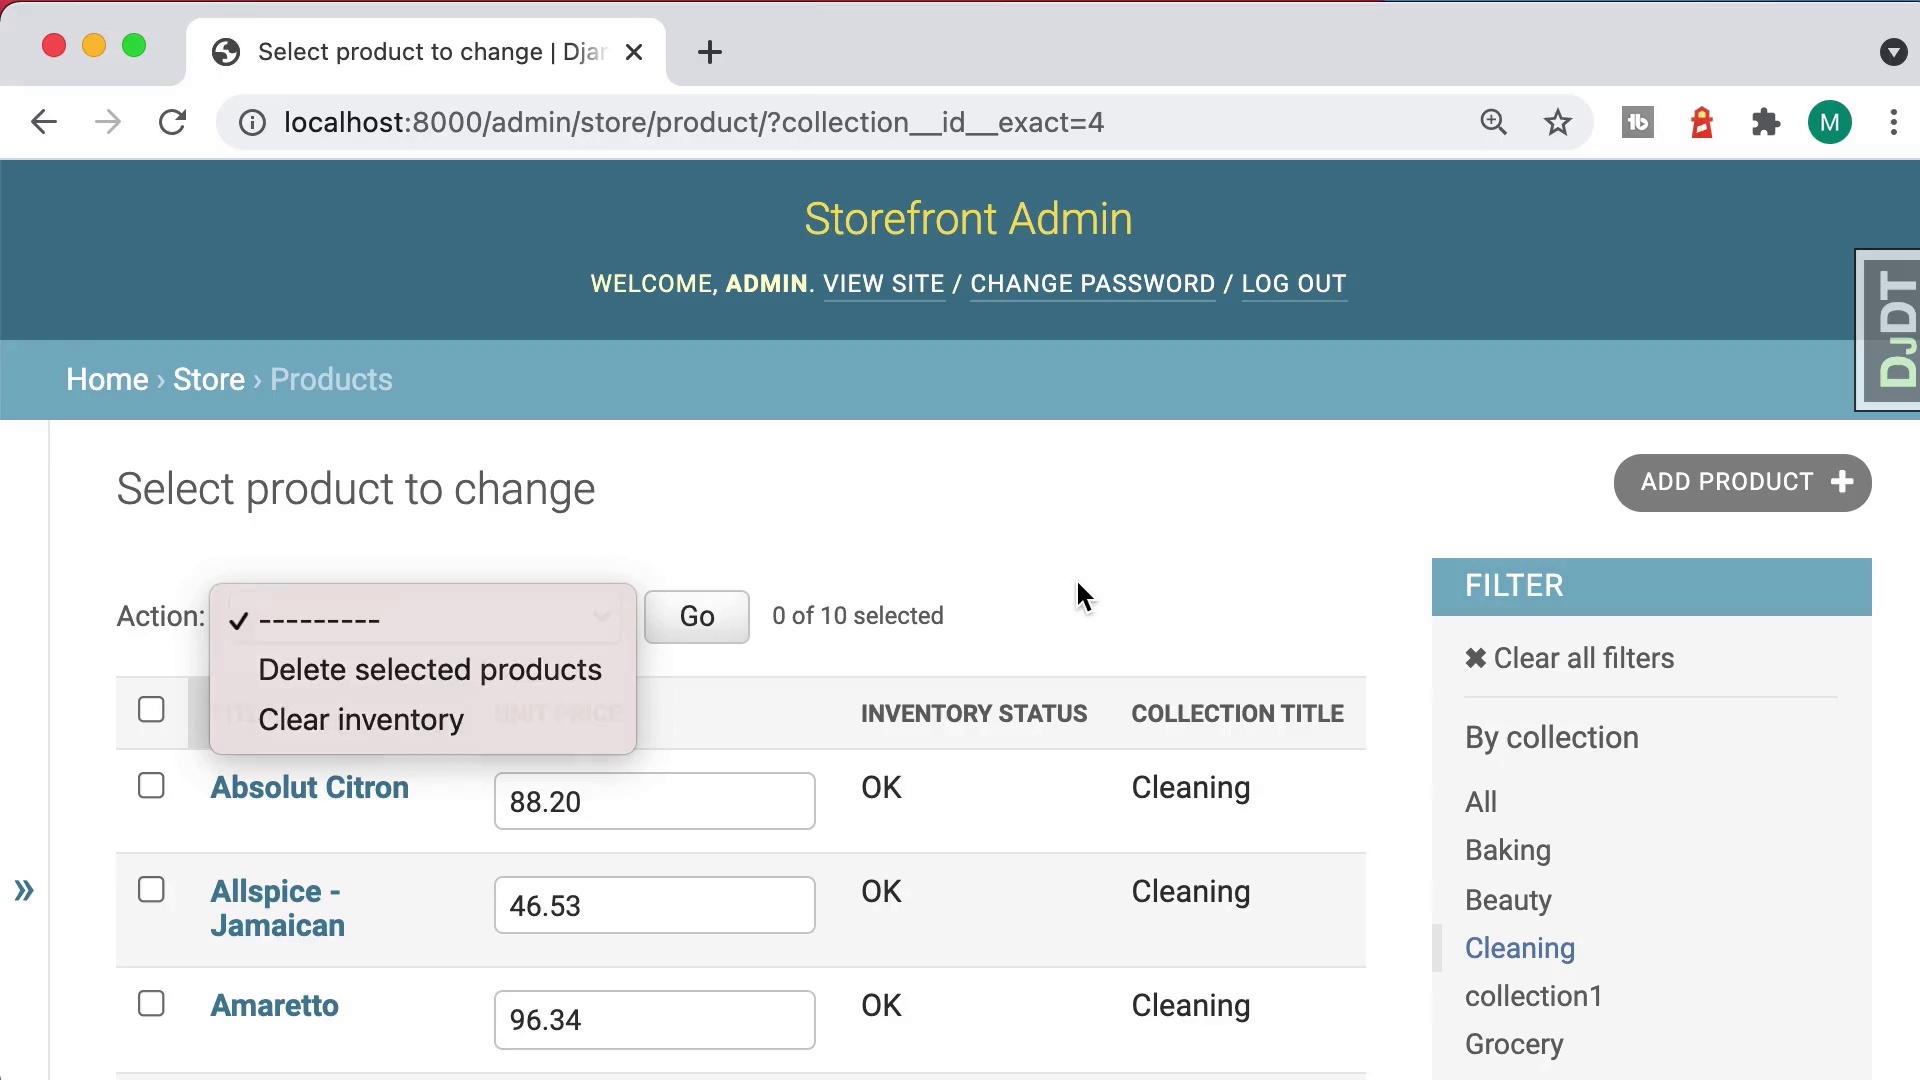 Select product to change | Djan
localhost:8000/admin/store/product/?collection__id__exact=4
M
Storefront Admin
WELCOME, ADMIN. VIEW SITE / CHANGE PASSWORD / LOG OUT
DJDT
Home › Store › Products
Select product to change
ADD PRODUCT
Action:
---------
Delete selected products
Clear inventory
Go
0 of 10 selected
UNIT PRICE
INVENTORY STATUS
COLLECTION TITLE
Absolut Citron
88.20
OK
Cleaning
Allspice -
Jamaican
46.53
OK
Cleaning
Amaretto
96.34
OK
Cleaning
FILTER
Clear all filters
By collection
All
Baking
Beauty
Cleaning
collection1
Grocery